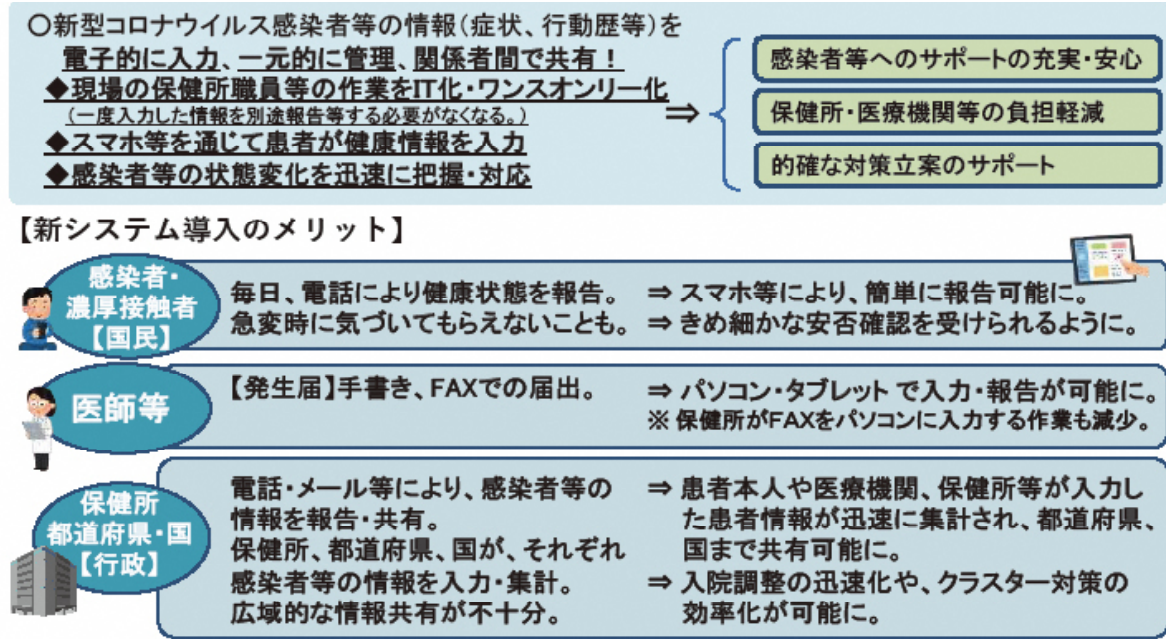 ○新型コロナウイルス感染者等の情報(症状、行動歴等)を
電子的に入力、一元的に管理、関係者間で共有!
◆現場の保健所職員等の作業をIT化・ワンスオンリー化
(一度入力した情報を別途報告等する必要がなくなる。)
◆スマホ等を通じて患者が健康情報を入力
◆感染者等の状態変化を迅速に把握・対応
⇒
感染者等へのサポートの充実・安心
保健所・医療機関等の負担軽減
的確な対策立案のサポート
【新システム導入のメリット】
感染者・
濃厚接触者
【国民】
毎日、電話により健康状態を報告。
急変時に気づいてもらえないことも。
⇒ スマホ等により、簡単に報告可能に。
⇒ きめ細かな安否確認を受けられるように。
医師等
【発生届】手書き、FAXでの届出。
⇒ パソコン・タブレット で入力・報告が可能に。
※ 保健所がFAXをパソコンに入力する作業も減少。
保健所
都道府県・国
【行政】
電話・メール等により、感染者等の
情報を報告・共有。
保健所、都道府県、国が、それぞれ
感染者等の情報を入力・集計。
広域的な情報共有が不十分。
⇒ 患者本人や医療機関、保健所等が入力し
た患者情報が迅速に集計され、都道府県、
国まで共有可能に。
⇒ 入院調整の迅速化や、クラスター対策の
効率化が可能に。